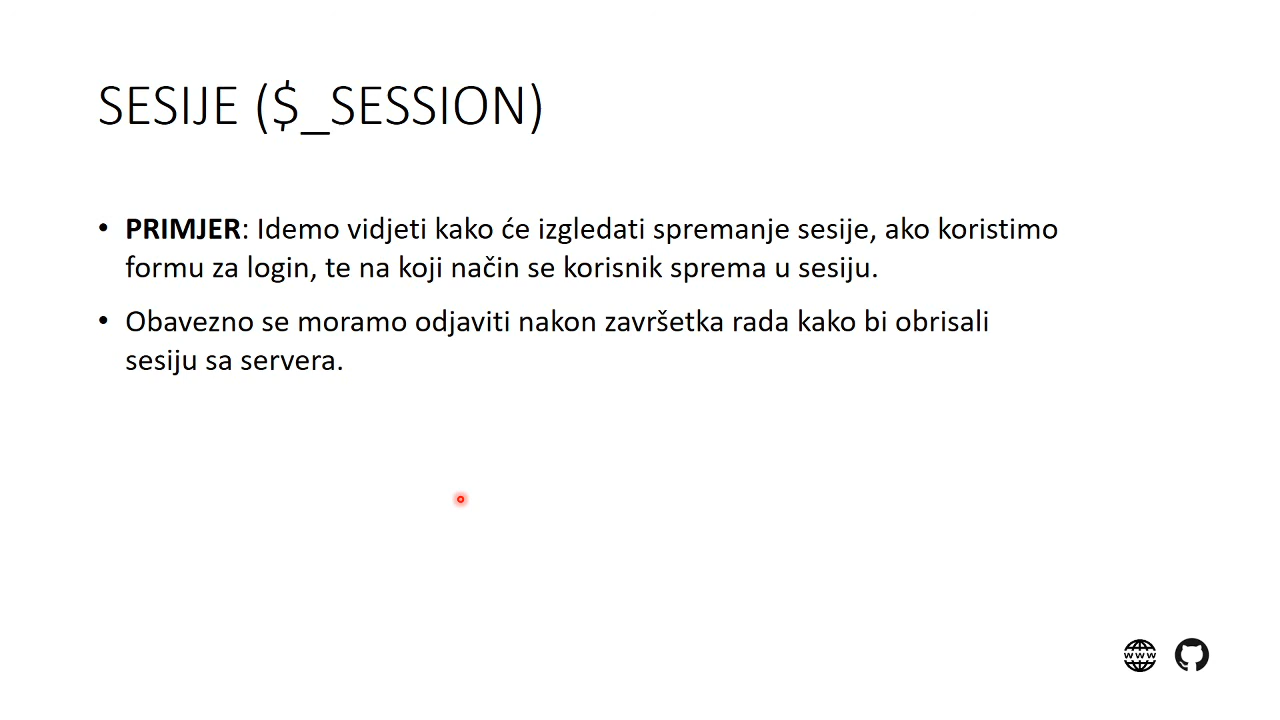 SESIJE ($_SESSION)
• PRIMJER: Idemo vidjeti kako će izgledati spremanje sesije, ako koristimo
formu za login, te na koji način se korisnik sprema u sesiju.
• Obavezno se moramo odjaviti nakon završetka rada kako bi obrisali
sesiju sa servera.
WWW